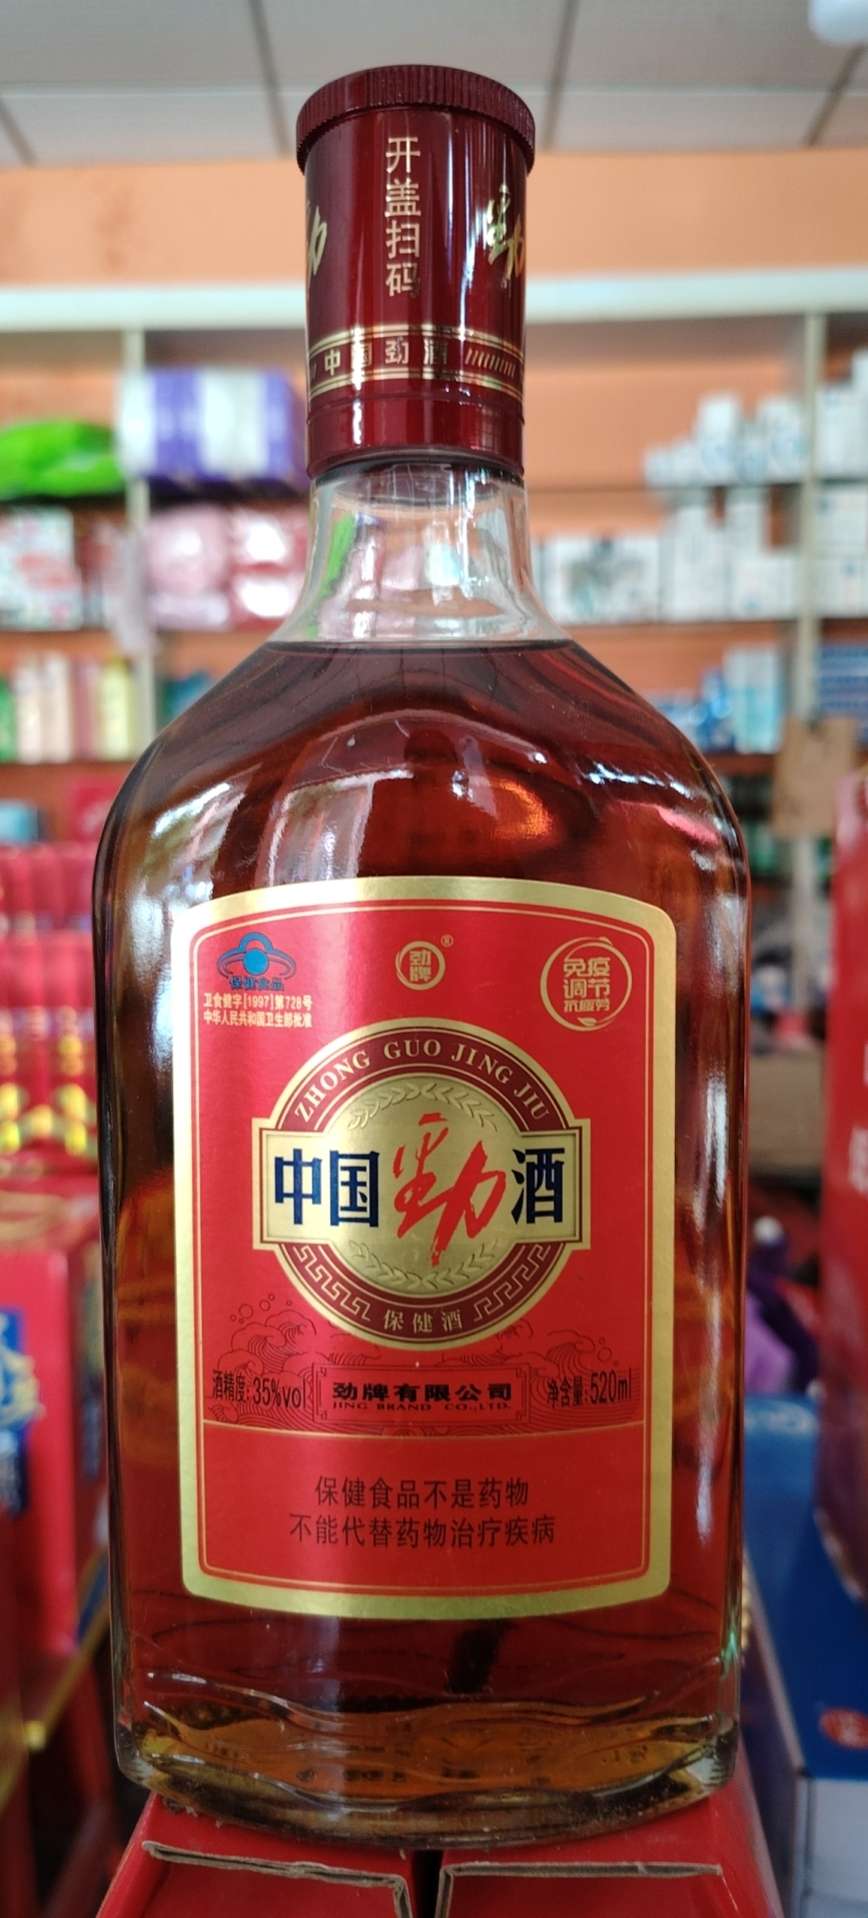 开盖扫码
劲
中国劲酒
保健食品
卫食健字[1997]第728号
中华人民共和国卫生部批准
劲牌®
免疫
调节
抗疲劳
ZHONG GUO JING JIU
中国劲酒
保健酒
酒精度:35%vol
劲牌有限公司
JING BRAND CO.,LTD.
净含量:520ml
保健食品不是药物
不能代替药物治疗疾病